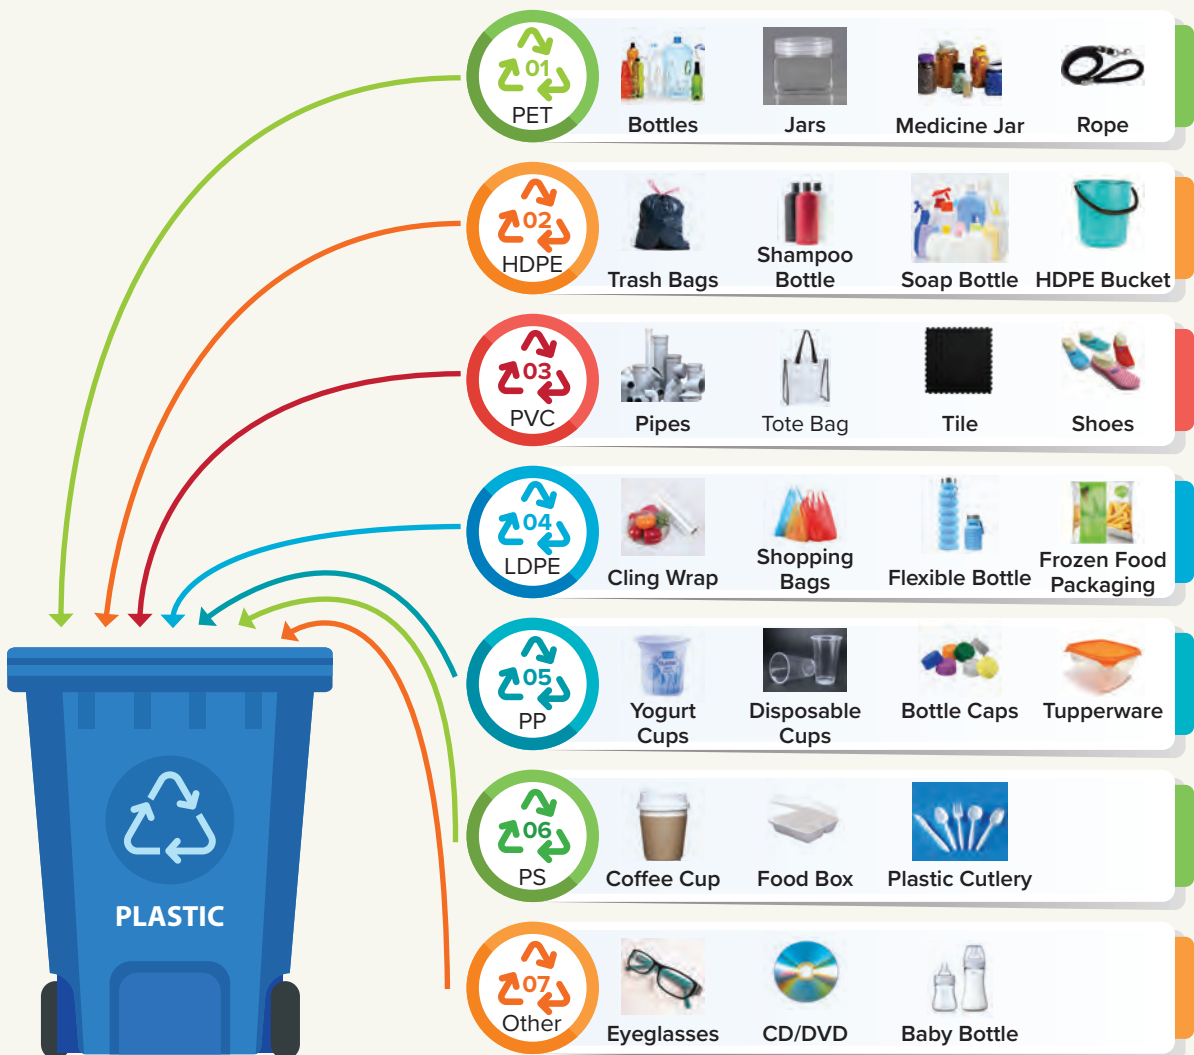 01
PET
Bottles
Jars
Medicine Jar
Rope
02
HDPE
Trash Bags
Shampoo
Bottle
Soap Bottle
HDPE Bucket
03
PVC
Pipes
Tote Bag
Tile
Shoes
04
LDPE
Cling Wrap
Shopping
Bags
Flexible Bottle
Frozen Food
Packaging
05
PP
Yogurt
Cups
Disposable
Cups
Bottle Caps
Tupperware
06
PS
Coffee Cup
Food Box
Plastic Cutlery
07
Other
Eyeglasses
CD/DVD
Baby Bottle
PLASTIC